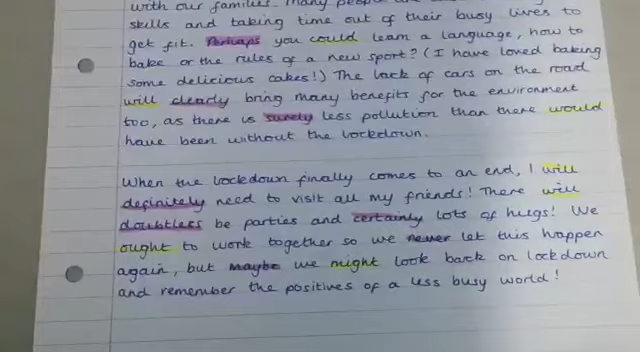 with our families. Many people are
skills and taking time out of their busy lives to
get fit. Perhaps you could learn a language, how to
bake or the rules of a new sport? (I have loved baking
some delicious cakes!) The lack of cars on the road
will clearly bring many benefits for the environment
too, as there is surely less pollution than there would
have been without the lockdown.
When the lockdown finally comes to an end, I will
definitely need to visit all my friends! There will
doubtless be parties and certainly lots of hugs! We
ought to work together so we never let this happen
again, but maybe we might look back on lockdown
and remember the positives of a less busy world!